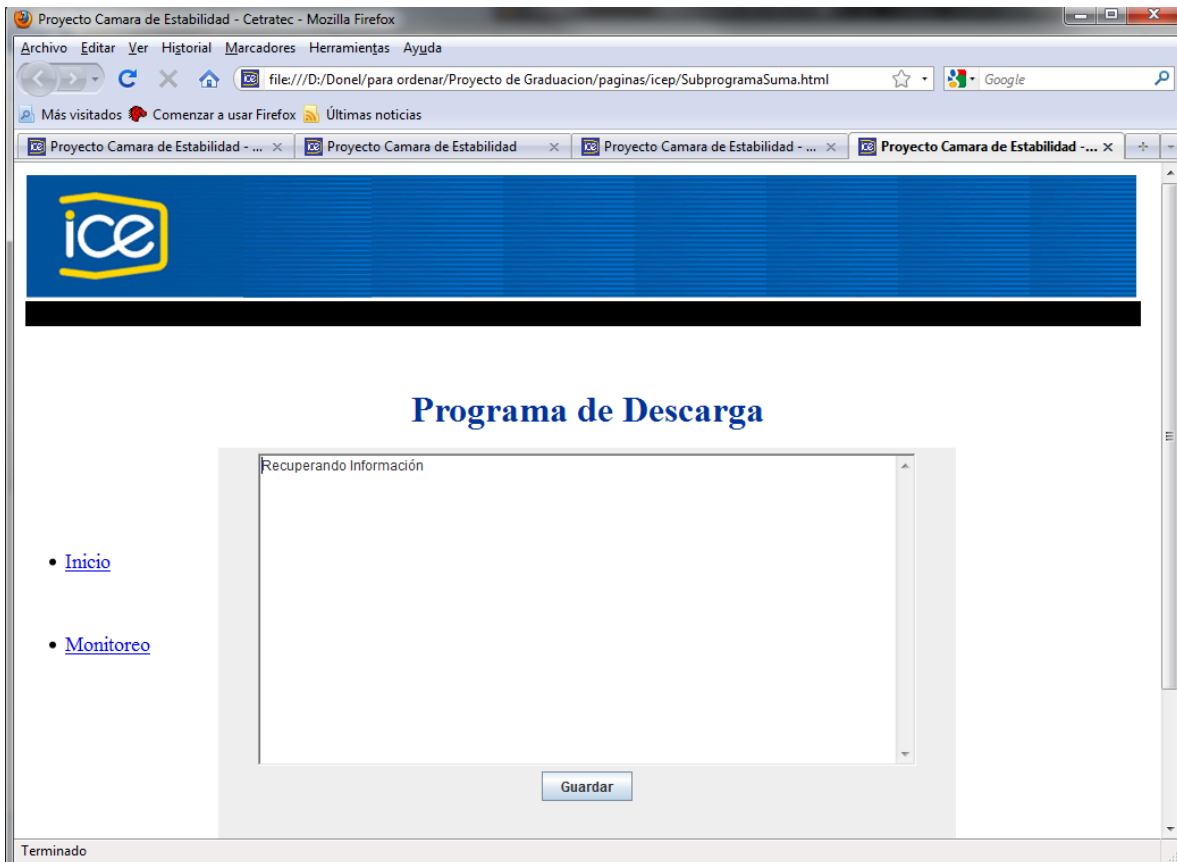 Proyecto Camara de Estabilidad - Cetratec - Mozilla Firefox
Archivo Editar Ver Historial Marcadores Herramientas Ayuda
file:///D:/Donel/para ordenar/Proyecto de Graduacion/paginas/icep/SubprogramaSuma.html Google
Más visitados Comenzar a usar Firefox Últimas noticias
Proyecto Camara de Estabilidad - ... Proyecto Camara de Estabilidad Proyecto Camara de Estabilidad - ... Proyecto Camara de Estabilidad -...
ice
Programa de Descarga
Recuperando Información
• Inicio
• Monitoreo
Guardar
Terminado